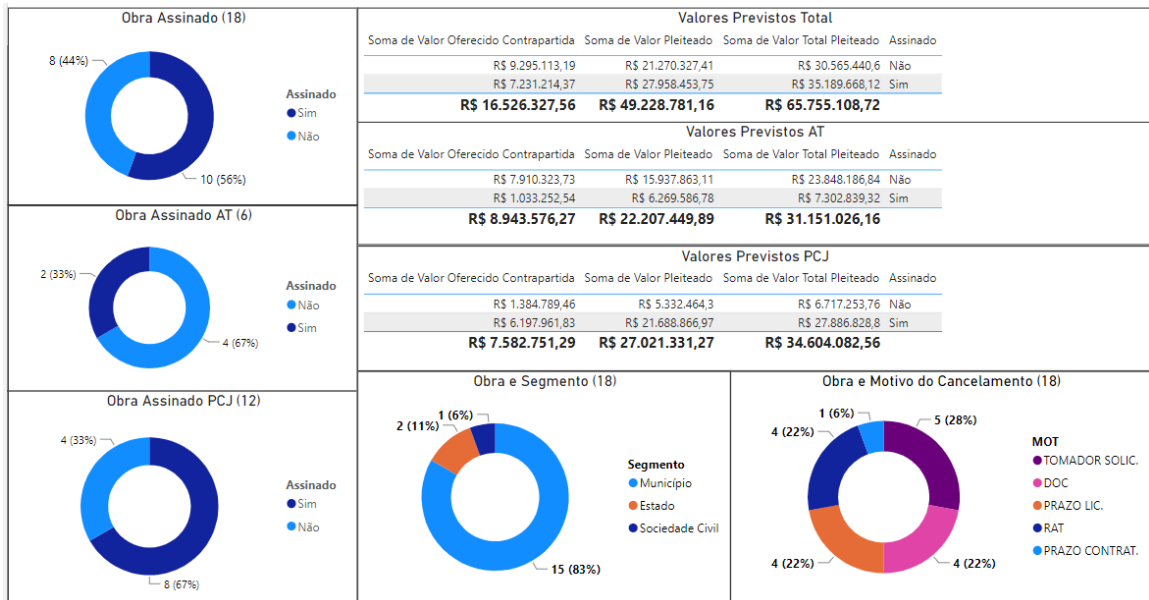 Obra Assinado (18)
8 (44%)
10 (56%)
Assinado
Sim
Não
Obra Assinado AT (6)
2 (33%)
4 (67%)
Assinado
Não
Sim
Obra Assinado PCJ (12)
4 (33%)
8 (67%)
Assinado
Sim
Não
Valores Previstos Total
Soma de Valor Oferecido Contrapartida Soma de Valor Pleiteado Soma de Valor Total Pleiteado Assinado
R$ 9.295.113,19 R$ 21.270.327,41 R$ 30.565.440,6 Não
R$ 7.231.214,37 R$ 27.958.453,75 R$ 35.189.668,12 Sim
R$ 16.526.327,56 R$ 49.228.781,16 R$ 65.755.108,72
Valores Previstos AT
Soma de Valor Oferecido Contrapartida Soma de Valor Pleiteado Soma de Valor Total Pleiteado Assinado
R$ 7.910.323,73 R$ 15.937.863,11 R$ 23.848.186,84 Não
R$ 1.033.252,54 R$ 6.269.586,78 R$ 7.302.839,32 Sim
R$ 8.943.576,27 R$ 22.207.449,89 R$ 31.151.026,16
Valores Previstos PCJ
Soma de Valor Oferecido Contrapartida Soma de Valor Pleiteado Soma de Valor Total Pleiteado Assinado
R$ 1.384.789,46 R$ 5.332.464,3 R$ 6.717.253,76 Não
R$ 6.197.961,83 R$ 21.688.866,97 R$ 27.886.828,8 Sim
R$ 7.582.751,29 R$ 27.021.331,27 R$ 34.604.082,56
Obra e Segmento (18)
1 (6%)
2 (11%)
15 (83%)
Segmento
Município
Estado
Sociedade Civil
Obra e Motivo do Cancelamento (18)
1 (6%)
5 (28%)
4 (22%)
4 (22%)
4 (22%)
MOT
TOMADOR SOLIC.
DOC
PRAZO LIC.
RAT
PRAZO CONTRAT.